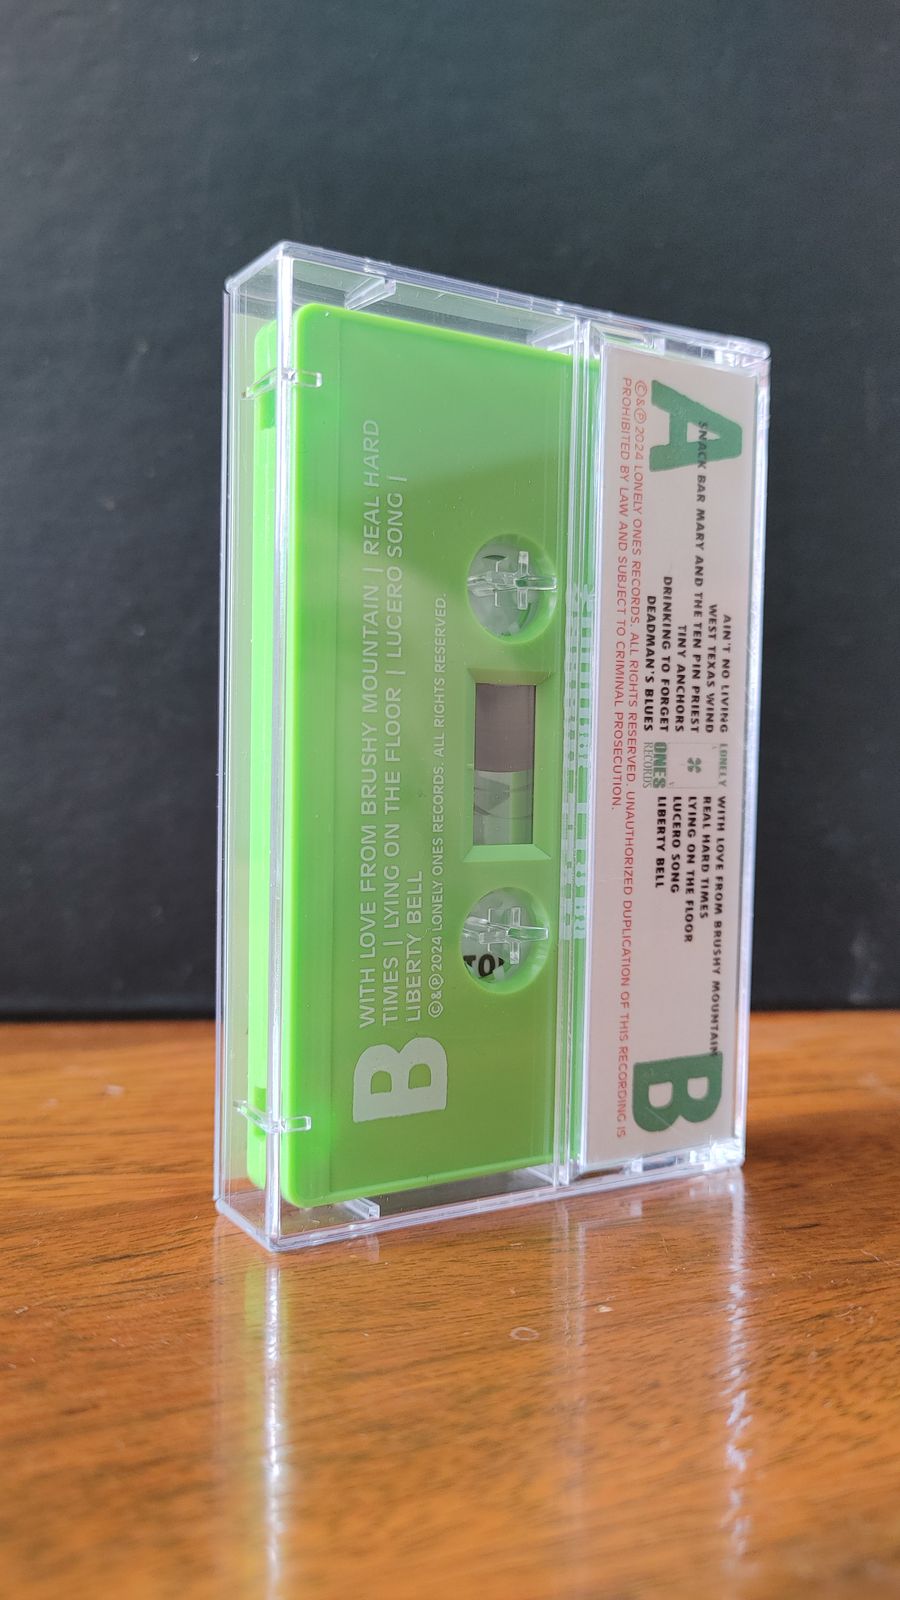 WITH LOVE FROM BRUSHY MOUNTAIN | REAL HARD
TIMES | LYING ON THE FLOOR | LUCERO SONG |
LIBERTY BELL
©&℗2024 LONELY ONES RECORDS. ALL RIGHTS RESERVED.
B
A
AIN'T NO LIVING
WEST TEXAS WIND
SNACK BAR MARY AND THE TEN PIN PRIEST
TINY ANCHORS
DRINKING TO FORGET
DEADMAN'S BLUES
LONELY
ONES
RECORDS
WITH LOVE FROM BRUSHY MOUNTAIN
REAL HARD TIMES
LYING ON THE FLOOR
LUCERO SONG
LIBERTY BELL
B
©&℗2024 LONELY ONES RECORDS. ALL RIGHTS RESERVED. UNAUTHORIZED DUPLICATION OF THIS RECORDING IS
PROHIBITED BY LAW AND SUBJECT TO CRIMINAL PROSECUTION.